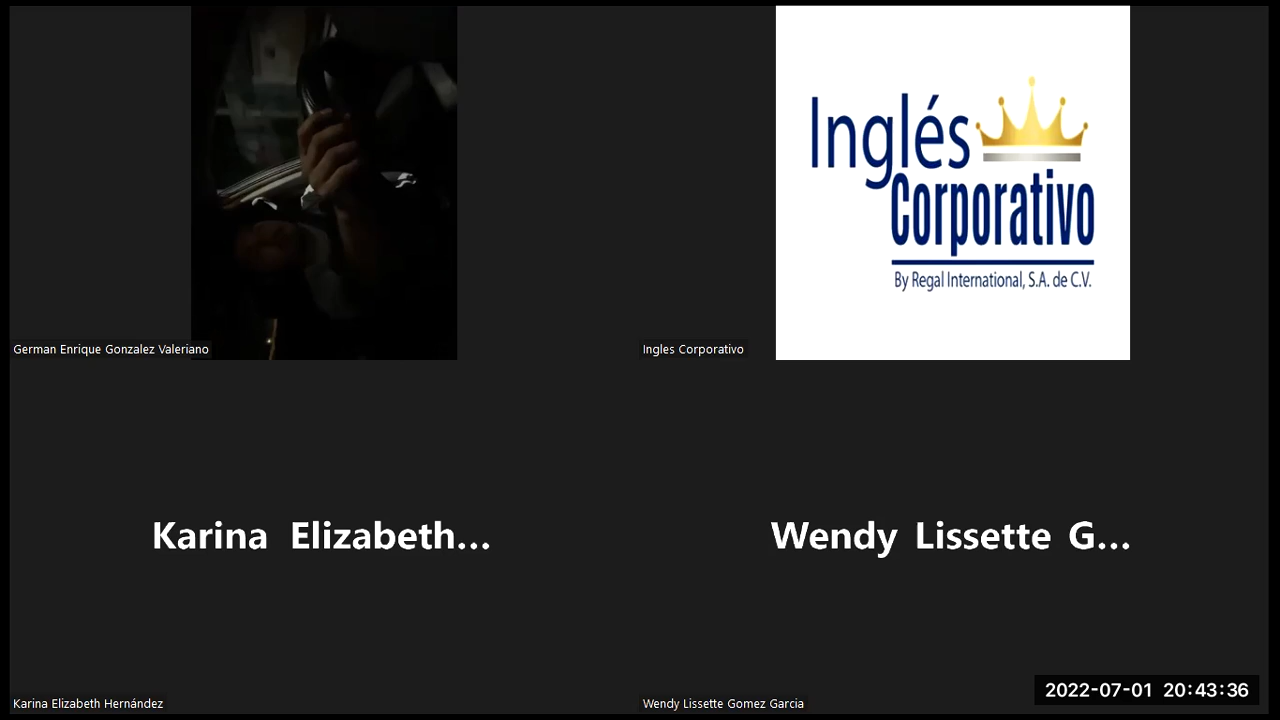 German Enrique Gonzalez Valeriano
Inglés
Corporativo
By Regal International, S.A. de C.V.
Ingles Corporativo
Karina Elizabeth...
Wendy Lissette G...
Karina Elizabeth Hernández
Wendy Lissette Gomez Garcia
2022-07-01 20:43:36